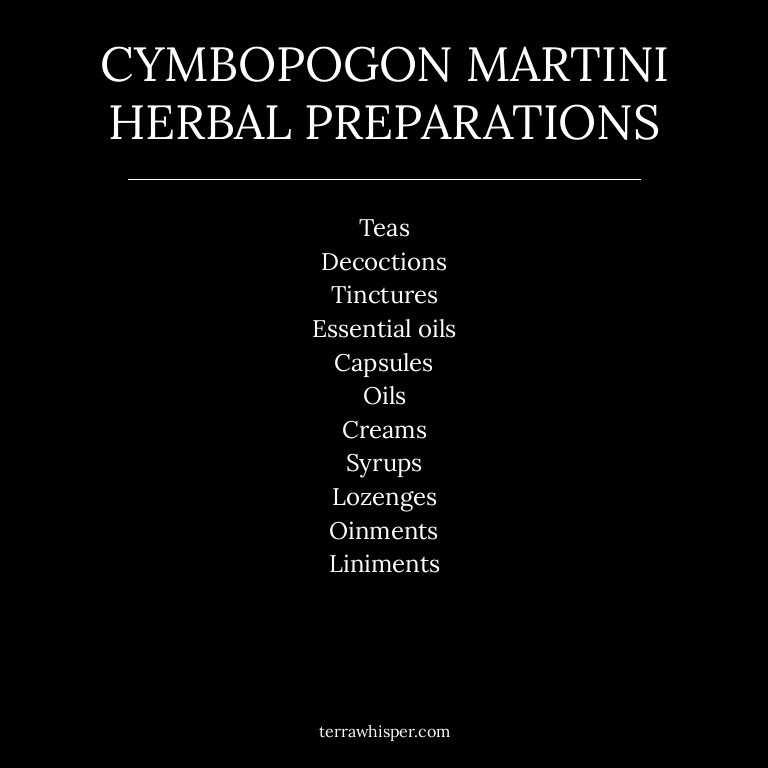 CYMBOPOGON MARTINI
HERBAL PREPARATIONS
Teas
Decoctions
Tinctures
Essential oils
Capsules
Oils
Creams
Syrups
Lozenges
Oinments
Liniments
terrawhisper.com